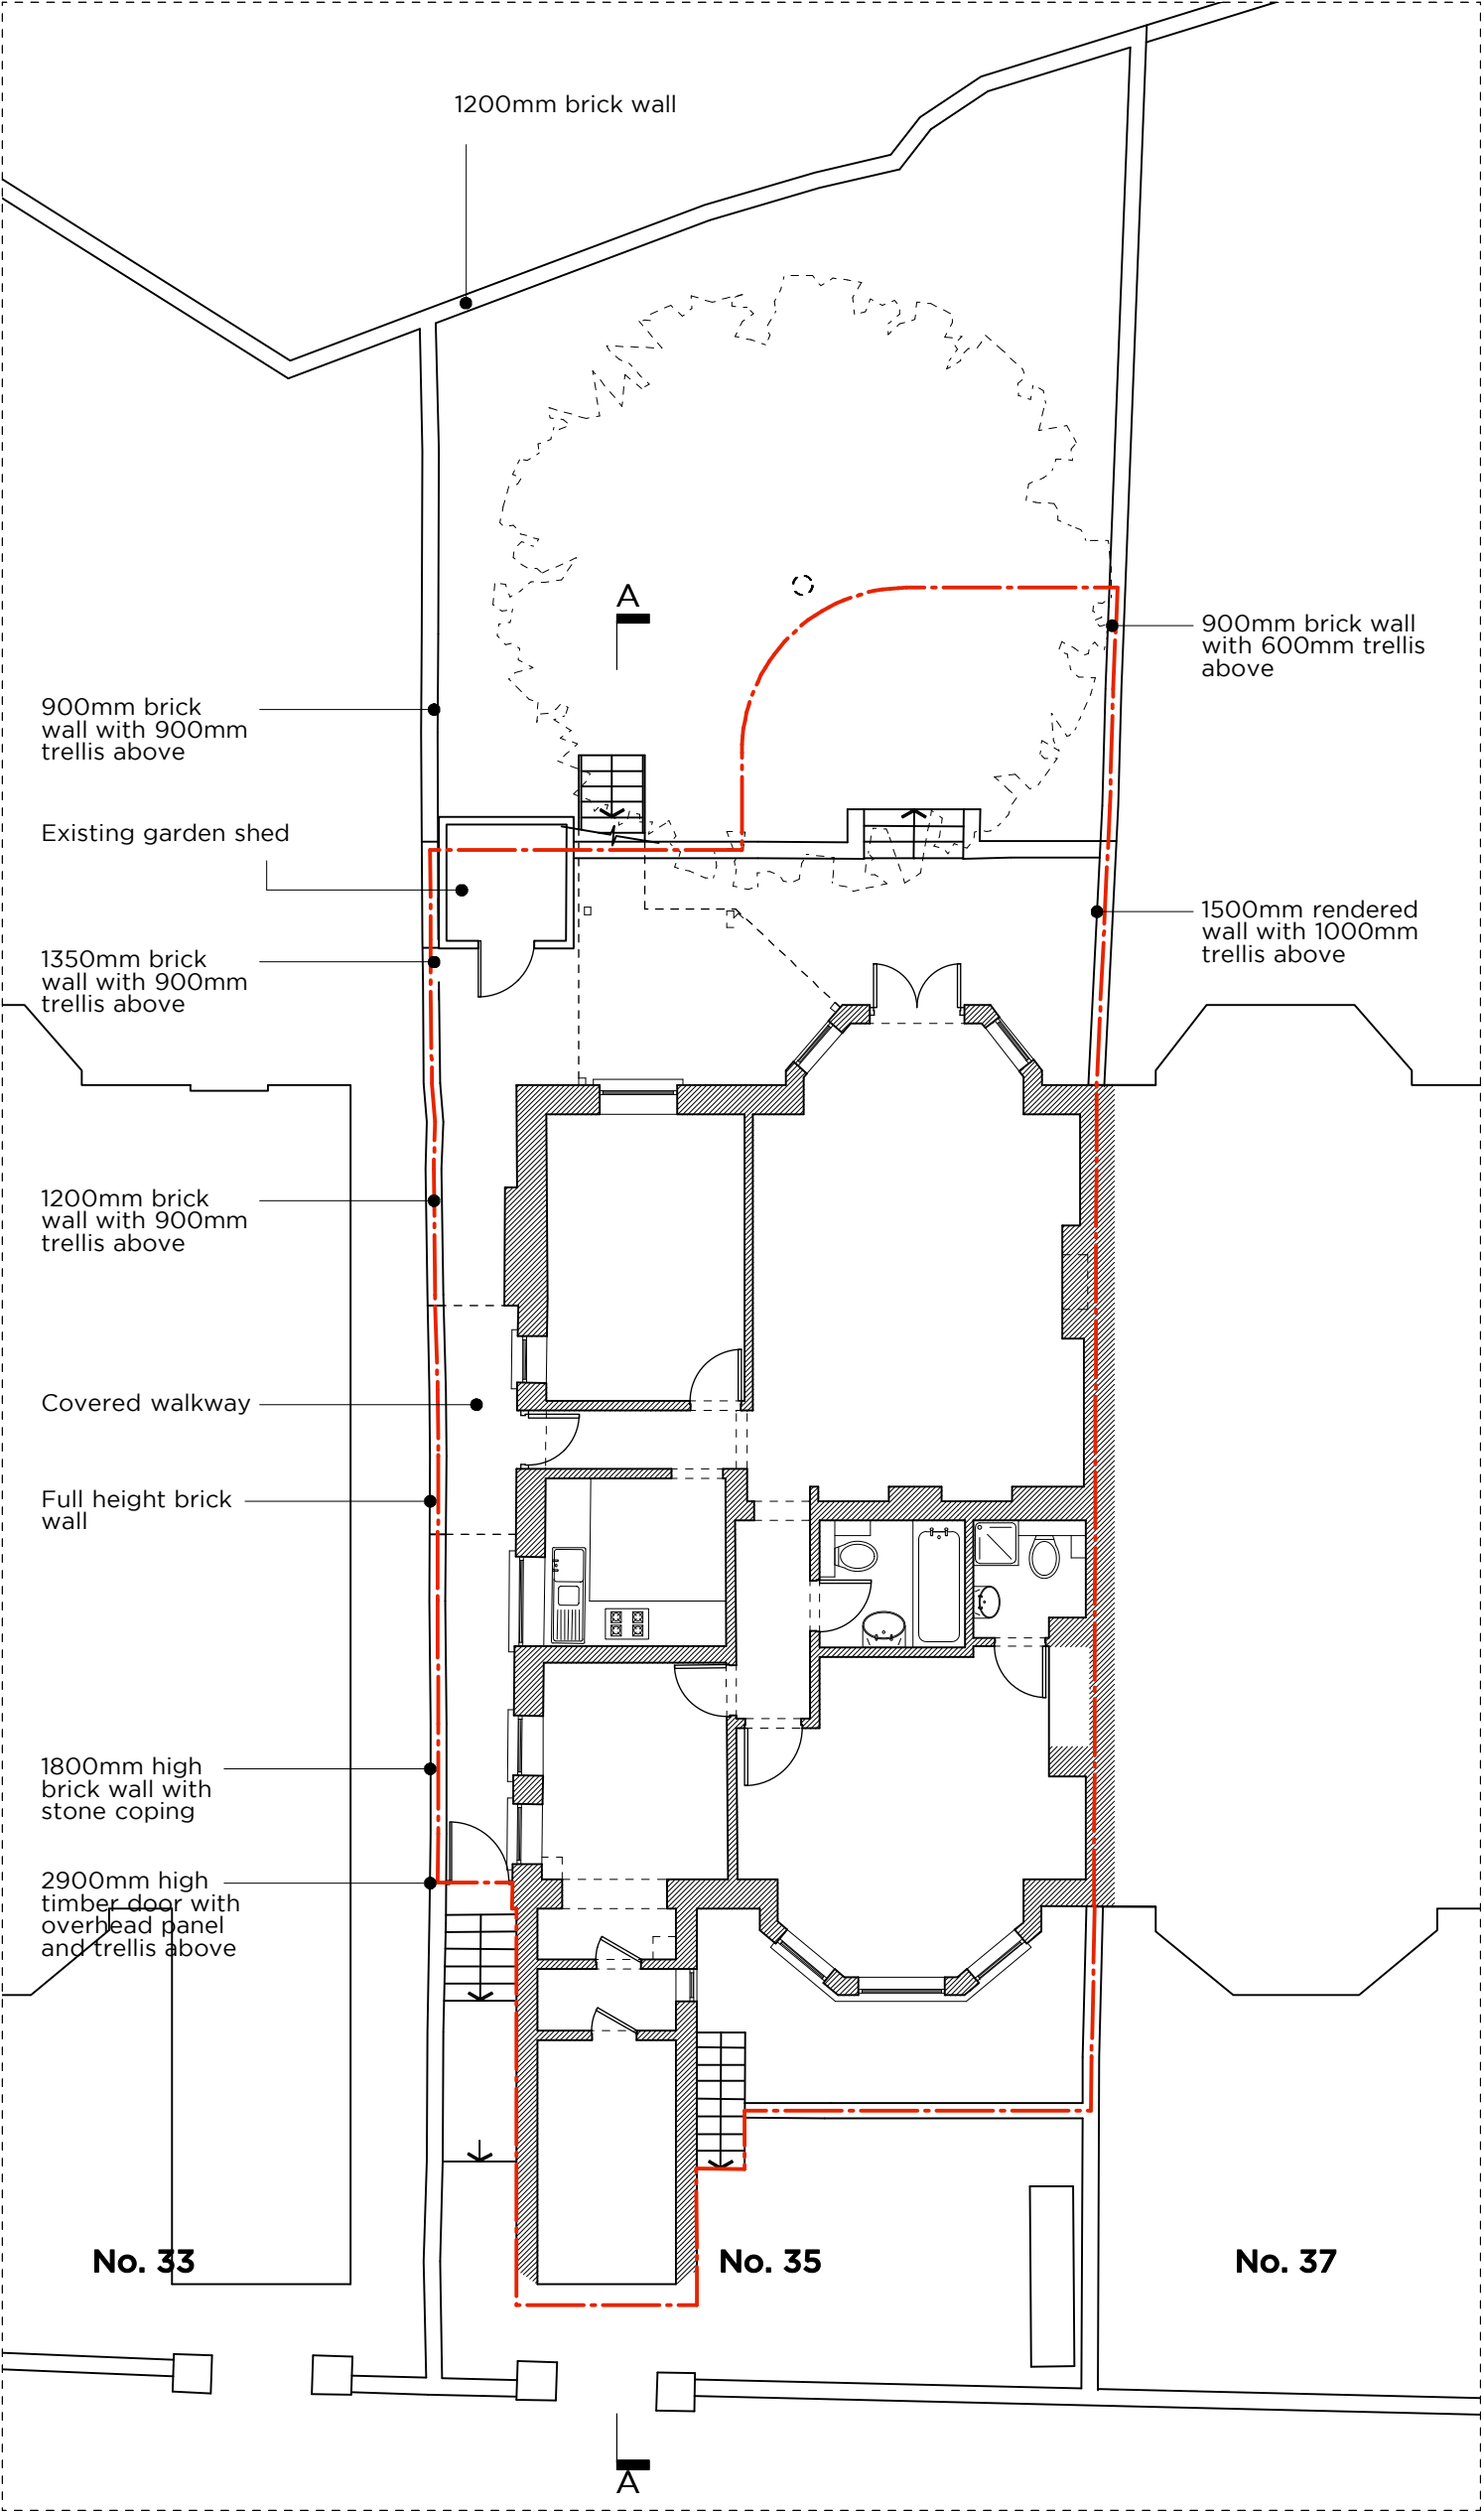 1200mm brick wall
A
900mm brick wall
with 600mm trellis
above
900mm brick
wall with 900mm
trellis above
Existing garden shed
1500mm rendered
wall with 1000mm
trellis above
1350mm brick
wall with 900mm
trellis above
1200mm brick
wall with 900mm
trellis above
Covered walkway
Full height brick
wall
1800mm high
brick wall with
stone coping
2900mm high
timber door with
overhead panel
and trellis above
No. 33
No. 35
No. 37
A